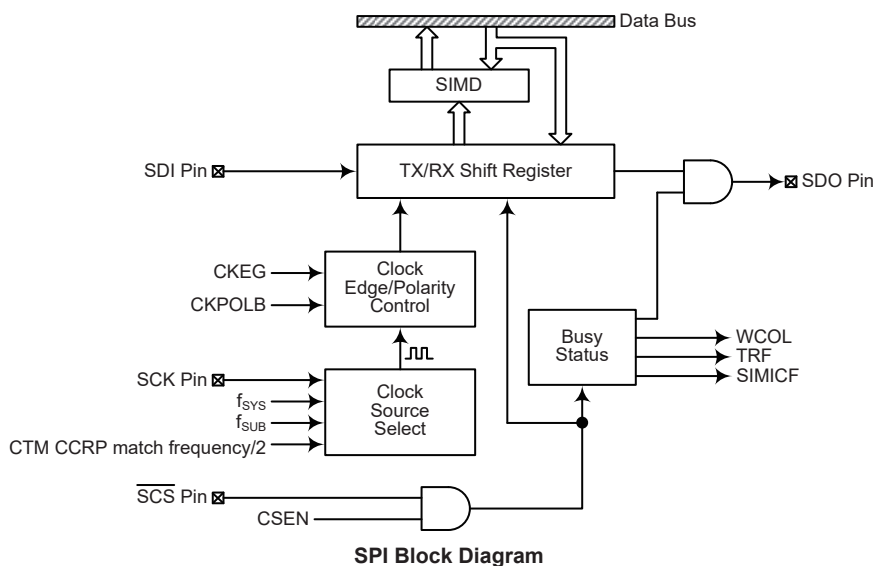 Data Bus
SIMD
SDI Pin
TX/RX Shift Register
SDO Pin
CKEG
CKPOLB
Clock
Edge/Polarity
Control
Busy
Status
WCOL
TRF
SIMICF
SCK Pin
fSYS
fSUB
CTM CCRP match frequency/2
Clock
Source
Select
SCS Pin
CSEN
SPI Block Diagram